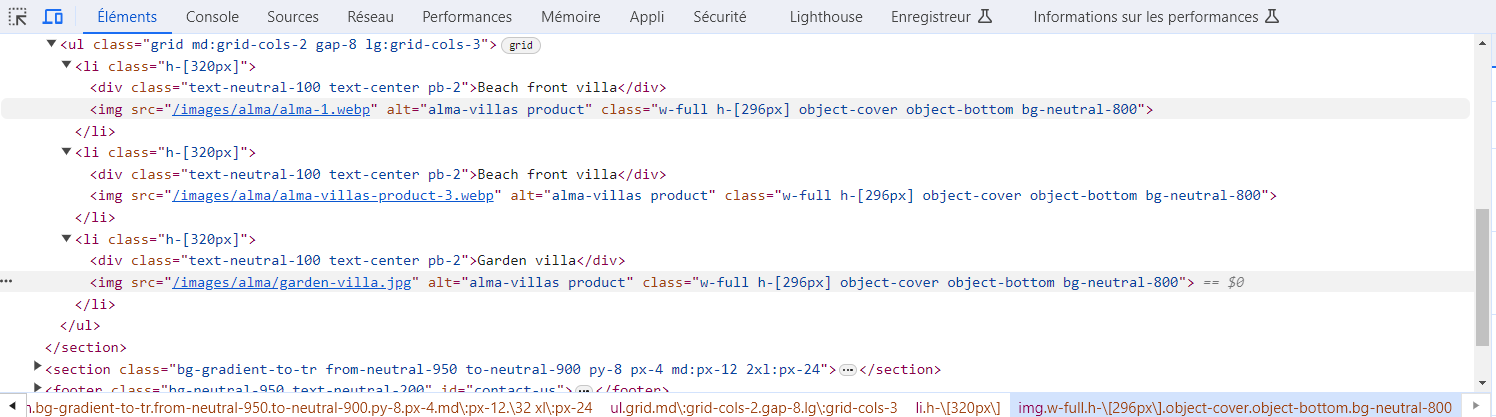 Éléments Console Sources Réseau Performances Mémoire Appli Sécurité Lighthouse Enregistreur Informations sur les performances
<ul class="grid md:grid-cols-2 gap-8 lg:grid-cols-3"> grid
<li class="h-[320px]">
<div class="text-neutral-100 text-center pb-2">Beach front villa</div>
<img src="/images/alma/alma-1.webp" alt="alma-villas product" class="w-full h-[296px] object-cover object-bottom bg-neutral-800">
</li>
<li class="h-[320px]">
<div class="text-neutral-100 text-center pb-2">Beach front villa</div>
<img src="/images/alma/alma-villas-product-3.webp" alt="alma-villas product" class="w-full h-[296px] object-cover object-bottom bg-neutral-800">
</li>
<li class="h-[320px]">
<div class="text-neutral-100 text-center pb-2">Garden villa</div>
<img src="/images/alma/garden-villa.jpg" alt="alma-villas product" class="w-full h-[296px] object-cover object-bottom bg-neutral-800"> == $0
</li>
</ul>
</section>
<section class="bg-gradient-to-tr from-neutral-950 to-neutral-900 py-8 px-4 md:px-12 2xl:px-24">…</section>
<footer class="bg-neutral-950 text-neutral-200" id="contact-us">…</footer>
n.bg-gradient-to-tr.from-neutral-950.to-neutral-900.py-8.px-4.md\:px-12.\32 xl\:px-24 ul.grid.md\:grid-cols-2.gap-8.lg\:grid-cols-3 li.h-\[320px\] img.w-full.h-\[296px\].object-cover.object-bottom.bg-neutral-800